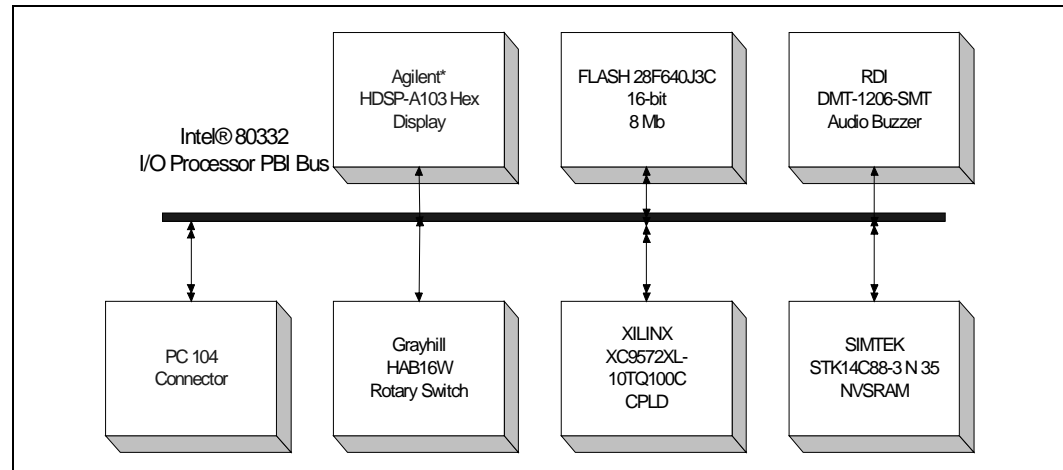 Agilent*
HDSP-A103 Hex
Display
FLASH 28F640J3C
16-bit
8 Mb
RDI
DMT-1206-SMT
Audio Buzzer
Intel® 80332
I/O Processor PBI Bus
PC 104
Connector
Grayhill
HAB16W
Rotary Switch
XILINX
XC9572XL-
10TQ100C
CPLD
SIMTEK
STK14C88-3 N 35
NVSRAM